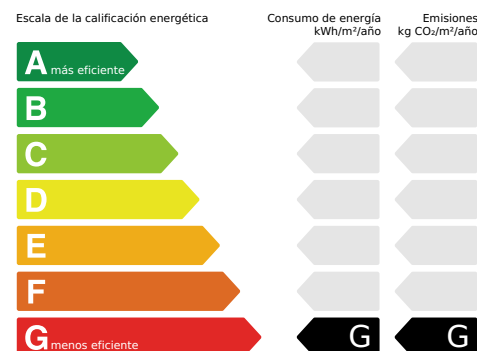 Escala de la calificación energética
Consumo de energía
kWh/m²/año
Emisiones
kg CO₂/m²/año
A más eficiente
B
C
D
E
F
G menos eficiente
G
G